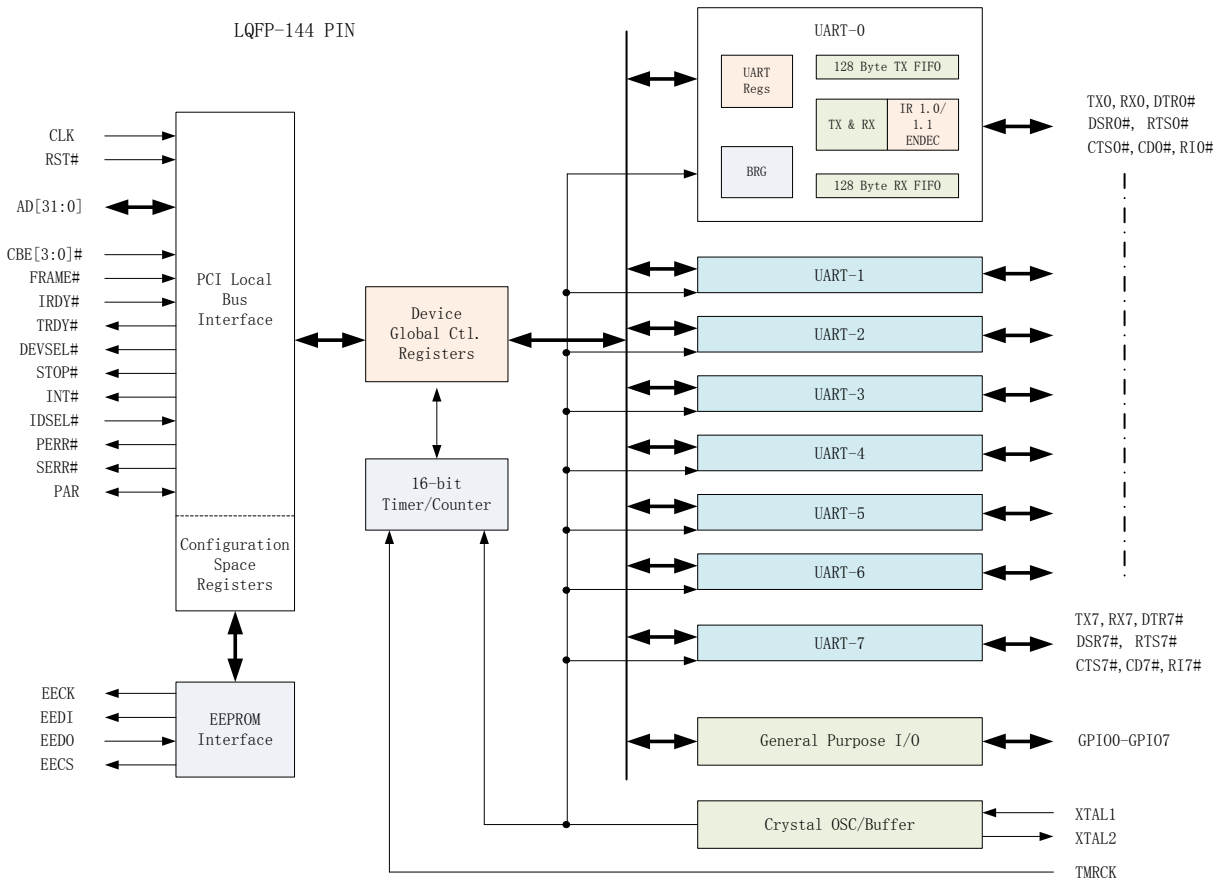 LQFP-144 PIN
CLK
RST#
AD[31:0]
CBE[3:0]#
FRAME#
IRDY#
TRDY#
DEVSEL#
STOP#
INT#
IDSEL#
PERR#
SERR#
PAR
PCI Local
Bus
Interface
Configuration
Space
Registers
EECK
EEDI
EEDO
EECS
EEPROM
Interface
Device
Global Ctl.
Registers
16-bit
Timer/Counter
UART-0
UART
Regs
BRG
128 Byte TX FIFO
TX & RX
IR 1.0/
1.1
ENDEC
128 Byte RX FIFO
TX0,RX0,DTR0#
DSR0#, RTS0#
CTS0#,CD0#,RI0#
UART-1
UART-2
UART-3
UART-4
UART-5
UART-6
UART-7
TX7,RX7,DTR7#
DSR7#, RTS7#
CTS7#,CD7#,RI7#
General Purpose I/O
GPIO0-GPIO7
Crystal OSC/Buffer
XTAL1
XTAL2
TMRCK